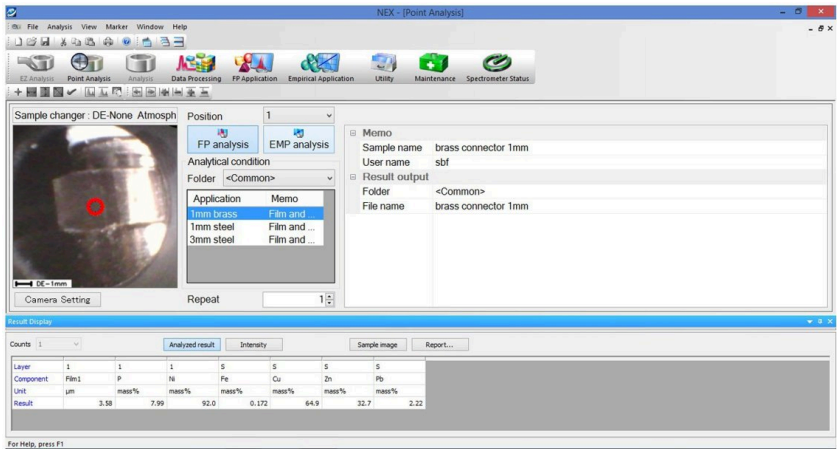 NEX - [Point Analysis]
File Analysis View Marker Window Help
EZ Analysis Point Analysis Analysis Data Processing FP Application Empirical Application Utility Maintenance Spectrometer Status
Sample changer : DE-None Atmosph
Position 1
FP analysis EMP analysis
Analytical condition
Folder <Common>
Application Memo
1mm brass Film and ...
1mm steel Film and ...
3mm steel Film and ...
DE-1mm
Camera Setting
Repeat 1
Memo
Sample name brass connector 1mm
User name sbf
Result output
Folder <Common>
File name brass connector 1mm
Result Display
Counts 1 Analyzed result Intensity Sample image Report...
Layer 1 1 1 S S S S
Component Film1 P Ni Fe Cu Zn Pb
Unit μm mass% mass% mass% mass% mass% mass%
Result 3.58 7.99 92.0 0.172 64.9 32.7 2.22
For Help, press F1